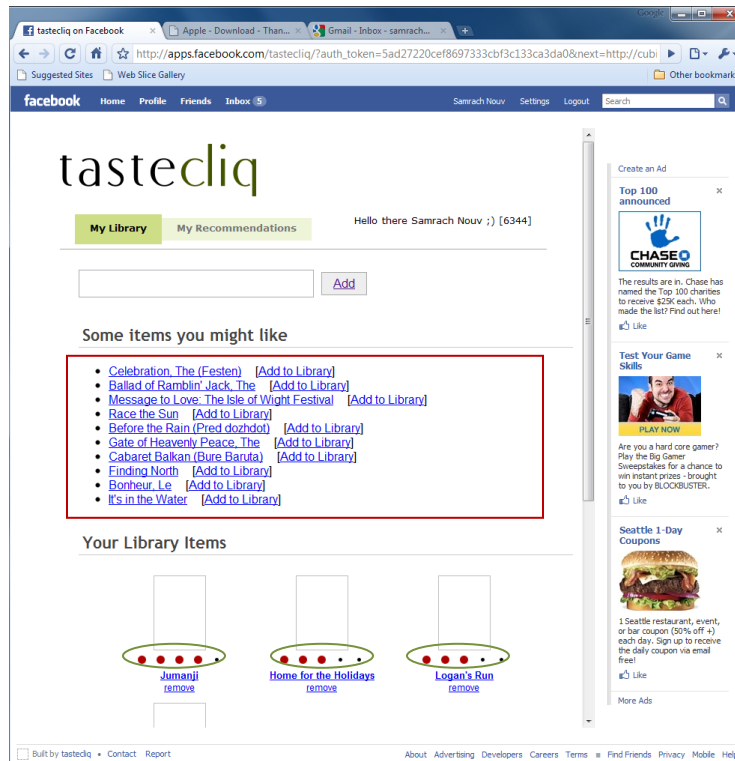 Google
tastecliq on Facebook
Apple - Download - Than...
Gmail - Inbox - samrach...
http://apps.facebook.com/tastecliq/?auth_token=5ad27220cef8697333cbf3c133ca3da0&next=http://cubi
Suggested Sites Web Slice Gallery Other bookmark
facebook Home Profile Friends Inbox 5 Samrach Nouv Settings Logout Search
tastecliq
My Library My Recommendations Hello there Samrach Nouv ;) [6344]
Add
Some items you might like
• Celebration, The (Festen) [Add to Library]
• Ballad of Ramblin' Jack, The [Add to Library]
• Message to Love: The Isle of Wight Festival [Add to Library]
• Race the Sun [Add to Library]
• Before the Rain (Pred dozhdot) [Add to Library]
• Gate of Heavenly Peace, The [Add to Library]
• Cabaret Balkan (Bure Baruta) [Add to Library]
• Finding North [Add to Library]
• Bonheur, Le [Add to Library]
• It's in the Water [Add to Library]
Your Library Items
Jumanji
remove
Home for the Holidays
remove
Logan's Run
remove
Create an Ad
Top 100
announced
CHASE
COMMUNITY GIVING
The results are in. Chase has
named the Top 100 charities
to receive $25K each. Who
made the list? Find out here!
Like
Test Your Game
Skills
PLAY NOW
Are you a hard core gamer?
Play the Big Gamer
Sweepstakes for a chance to
win instant prizes - brought
to you by BLOCKBUSTER.
Like
Seattle 1-Day
Coupons
1 Seattle restaurant, event,
or bar coupon (50% off +)
each day. Sign up to receive
the daily coupon via email
free!
Like
More Ads
Built by tastecliq • Contact Report About Advertising Developers Careers Terms Find Friends Privacy Mobile Help